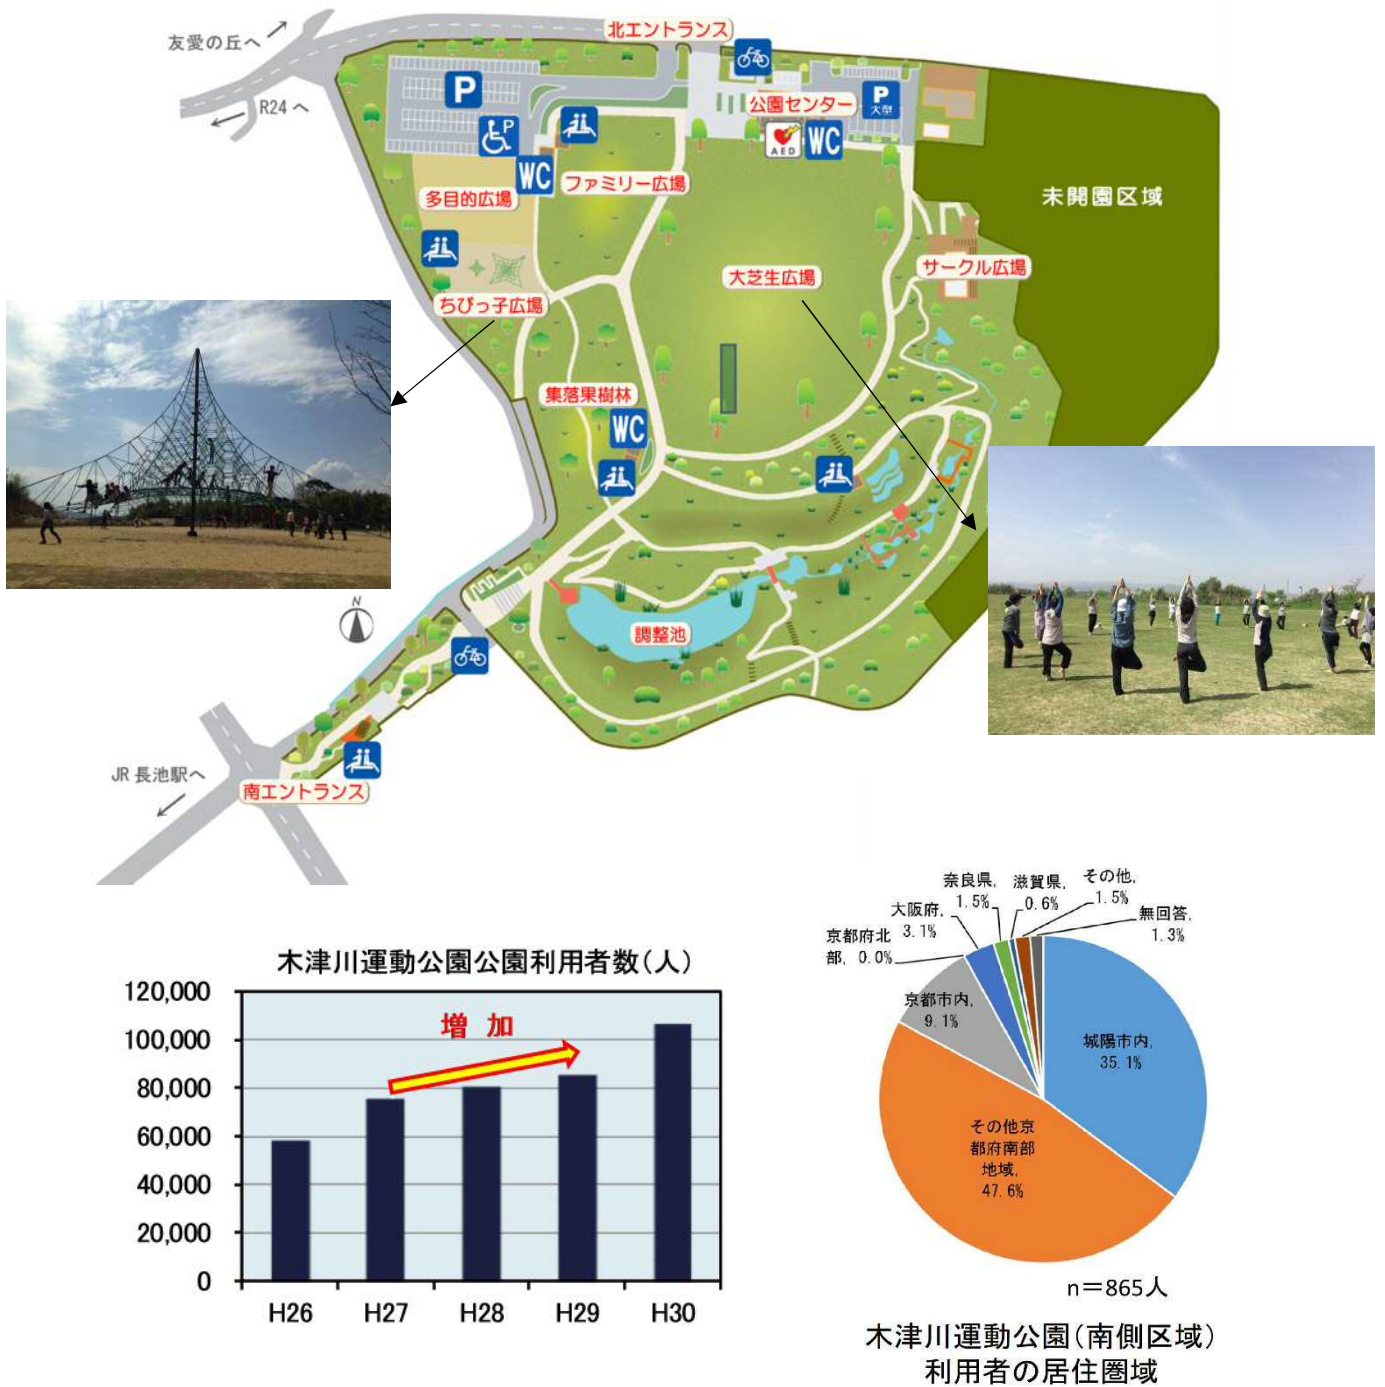 友愛の丘へ
R24 へ
北エントランス
P
公園センター
P
大型
P
AED
WC
WC
多目的広場
ファミリー広場
未開園区域
サークル広場
大芝生広場
ちびっ子広場
集落果樹林
WC
N
調整池
JR 長池駅へ
南エントランス
木津川運動公園公園利用者数(人)
120,000
100,000
80,000
60,000
40,000
20,000
0
増 加
H26
H27
H28
H29
H30
奈良県,
1.5%
滋賀県,
0.6%
その他,
1.5%
大阪府,
3.1%
無回答,
1.3%
京都府北
部, 0.0%
京都市内,
9.1%
城陽市内,
35.1%
その他京
都府南部
地域,
47.6%
n=865人
木津川運動公園(南側区域)
利用者の居住圏域